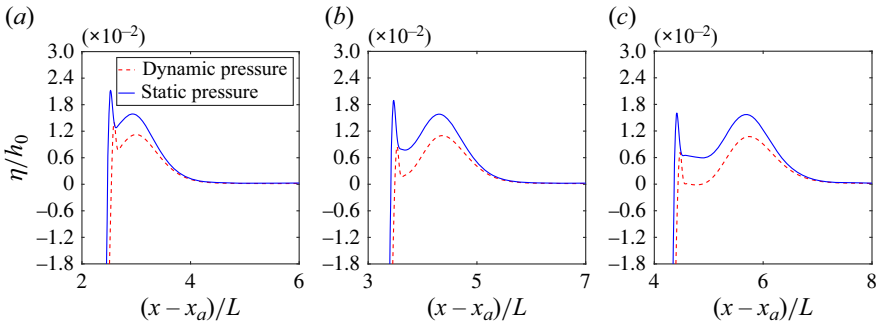 (a) (b) (c)
(×10⁻²) (×10⁻²) (×10⁻²)
3.0 3.0 3.0
2.4 2.4 2.4
1.8 1.8 1.8
1.2 1.2 1.2
0.6 0.6 0.6
0 0 0
−0.6 −0.6 −0.6
−1.2 −1.2 −1.2
−1.8 −1.8 −1.8
Dynamic pressure
Static pressure
η/h₀
2 4 6 3 5 7 4 6 8
(x – xₐ)/L (x – xₐ)/L (x – xₐ)/L